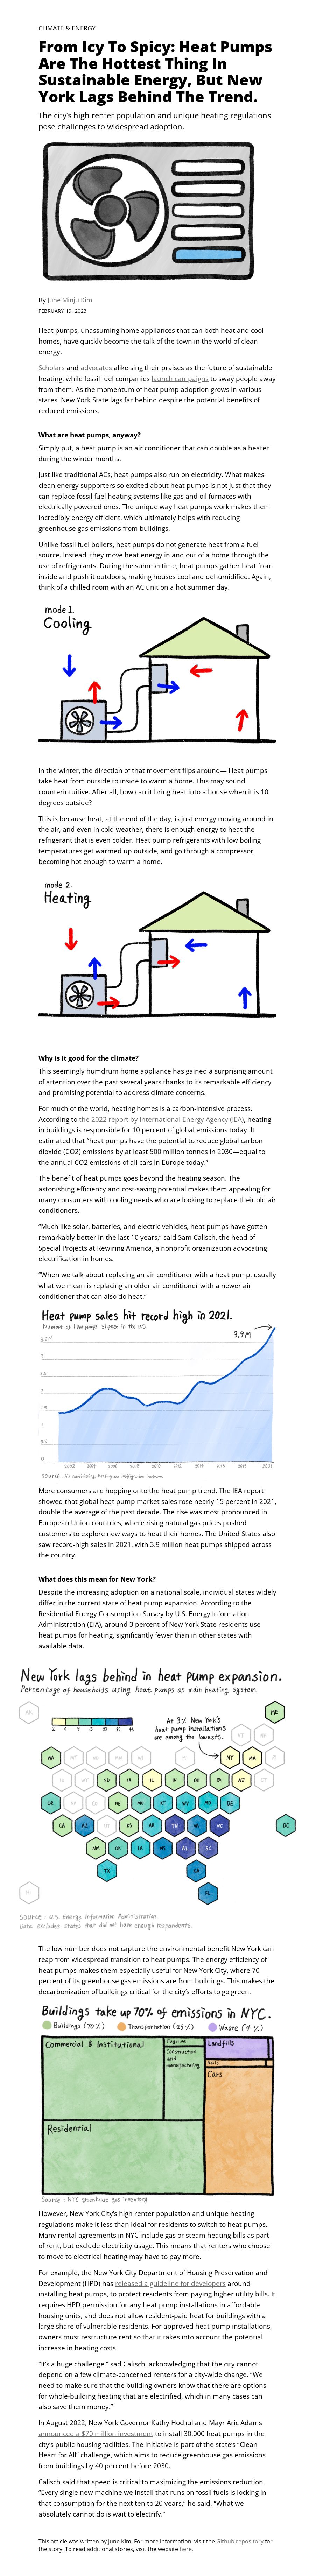 CLIMATE & ENERGY
From Icy To Spicy: Heat Pumps
Are The Hottest Thing In
Sustainable Energy, But New
York Lags Behind The Trend.
The city’s high renter population and unique heating regulations
pose challenges to widespread adoption.
By June Minju Kim
FEBRUARY 19, 2023
Heat pumps, unassuming home appliances that can both heat and cool
homes, have quickly become the talk of the town in the world of clean
energy.
Scholars and advocates alike sing their praises as the future of sustainable
heating, while fossil fuel companies launch campaigns to sway people away
from them. As the momentum of heat pump adoption grows in various
states, New York State lags far behind despite the potential benefits of
reduced emissions.
What are heat pumps, anyway?
Simply put, a heat pump is an air conditioner that can double as a heater
during the winter months.
Just like traditional ACs, heat pumps also run on electricity. What makes
clean energy supporters so excited about heat pumps is not just that they
can replace fossil fuel heating systems like gas and oil furnaces with
electrically powered ones. The unique way heat pumps work makes them
incredibly energy efficient, which ultimately helps with reducing
greenhouse gas emissions from buildings.
Unlike fossil fuel boilers, heat pumps do not generate heat from a fuel
source. Instead, they move heat energy in and out of a home through the
use of refrigerants. During the summertime, heat pumps gather heat from
inside and push it outdoors, making houses cool and dehumidified. Again,
think of a chilled room with an AC unit on a hot summer day.
mode 1.
Cooling
In the winter, the direction of that movement flips around— Heat pumps
take heat from outside to inside to warm a home. This may sound
counterintuitive. After all, how can it bring heat into a house when it is 10
degrees outside?
This is because heat, at the end of the day, is just energy moving around in
the air, and even in cold weather, there is enough energy to heat the
refrigerant that is even colder. Heat pump refrigerants with low boiling
temperatures get warmed up outside, and go through a compressor,
becoming hot enough to warm a home.
mode 2.
Heating
Why is it good for the climate?
This seemingly humdrum home appliance has gained a surprising amount
of attention over the past several years thanks to its remarkable efficiency
and promising potential to address climate concerns.
For much of the world, heating homes is a carbon-intensive process.
According to the 2022 report by International Energy Agency (IEA), heating
in buildings is responsible for 10 percent of global emissions today. It
estimated that “heat pumps have the potential to reduce global carbon
dioxide (CO2) emissions by at least 500 million tonnes in 2030—equal to
the annual CO2 emissions of all cars in Europe today.”
The benefit of heat pumps goes beyond the heating season. The
astonishing efficiency and cost-saving potential makes them appealing for
many consumers with cooling needs who are looking to replace their old air
conditioners.
“Much like solar, batteries, and electric vehicles, heat pumps have gotten
remarkably better in the last 10 years,” said Sam Calisch, the head of
Special Projects at Rewiring America, a nonprofit organization advocating
electrification in homes.
“When we talk about replacing an air conditioner with a heat pump, usually
what we mean is replacing an older air conditioner with a newer air
conditioner that can also do heat.”
Heat pump sales hit record high in 2021.
Number of heat pumps shipped in the U.S.
3.9M
3
2
1.5
1
0.5
0
2002 2004 2006 2008 2010 2012 2014 2016 2018 2021
Source: Air conditioning, Heating and Refrigeration Institute
More consumers are hopping onto the heat pump trend. The IEA report
showed that global heat pump market sales rose nearly 15 percent in 2021,
double the average of the past decade. The rise was most pronounced in
European Union countries, where rising natural gas prices pushed
customers to explore new ways to heat their homes. The United States also
saw record-high sales in 2021, with 3.9 million heat pumps shipped across
the country.
What does this mean for New York?
Despite the increasing adoption on a national scale, individual states widely
differ in the current state of heat pump expansion. According to the
Residential Energy Consumption Survey by U.S. Energy Information
Administration (EIA), around 3 percent of New York State residents use
heat pumps for heating, significantly fewer than in other states with
available data.
New York lags behind in heat pump expansion.
Percentage of households using heat pumps as main heating system.
ME
At 3% New York's
heat pump installations
are among the lowests.
WA NY MA
SD IA IL IN OH PA NJ
OR NE MO KY WV MD DE
CA AZ KS AR TN VA NC DC
NM OK LA MS AL SC
TX GA
FL
Source: U.S. Energy Information Administration.
Data excludes states that did not have enough respondents.
The low number does not capture the environmental benefit New York can
reap from widespread transition to heat pumps. The energy efficiency of
heat pumps makes them especially useful for New York City, where 70
percent of its greenhouse gas emissions are from buildings. This makes the
decarbonization of buildings critical for the city’s efforts to go green.
Buildings take up 70% of emissions in NYC.
Buildings (70%) Transportation (25%) Waste (4%)
Commercial & Institutional
Fugitive
Construction
and
manufacturing
Landfills
Cars
Residential
Source: NYC greenhouse gas inventory
However, New York City’s high renter population and unique heating
regulations make it less than ideal for residents to switch to heat pumps.
Many rental agreements in NYC include gas or steam heating bills as part
of rent, but exclude electricity usage. This means that renters who choose
to move to electrical heating may have to pay more.
For example, the New York City Department of Housing Preservation and
Development (HPD) has released a guideline for developers around
installing heat pumps, to protect residents from paying higher utility bills. It
requires HPD permission for any heat pump installations in affordable
housing units, and does not allow resident-paid heat for buildings with a
large share of vulnerable residents. For approved heat pump installations,
owners must restructure rent so that it takes into account the potential
increase in heating costs.
“It’s a huge challenge.” sad Calisch, acknowledging that the city cannot
depend on a few climate-concerned renters for a city-wide change. “We
need to make sure that the building owners know that there are options
for whole-building heating that are electrified, which in many cases can
also save them money.”
In August 2022, New York Governor Kathy Hochul and Mayr Aric Adams
announced a $70 million investment to install 30,000 heat pumps in the
city’s public housing facilities. The initiative is part of the state’s “Clean
Heart for All” challenge, which aims to reduce greenhouse gas emissions
from buildings by 40 percent before 2030.
Calisch said that speed is critical to maximizing the emissions reduction.
“Every single new machine we install that runs on fossil fuels is locking in
that consumption for the next ten to 20 years,” he said. “What we
absolutely cannot do is wait to electrify.”
This article was written by June Kim. For more information, visit the Github repository for
the story. To read additional stories, visit the website here.